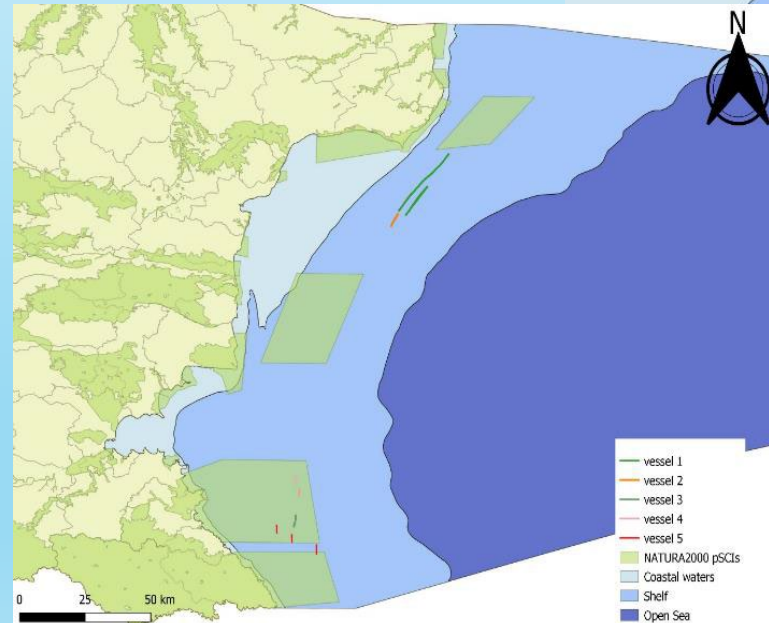 N
vessel 1
vessel 2
vessel 3
vessel 4
vessel 5
NATURA2000 pSCIs
Coastal waters
Shelf
Open Sea
0 25 50 km